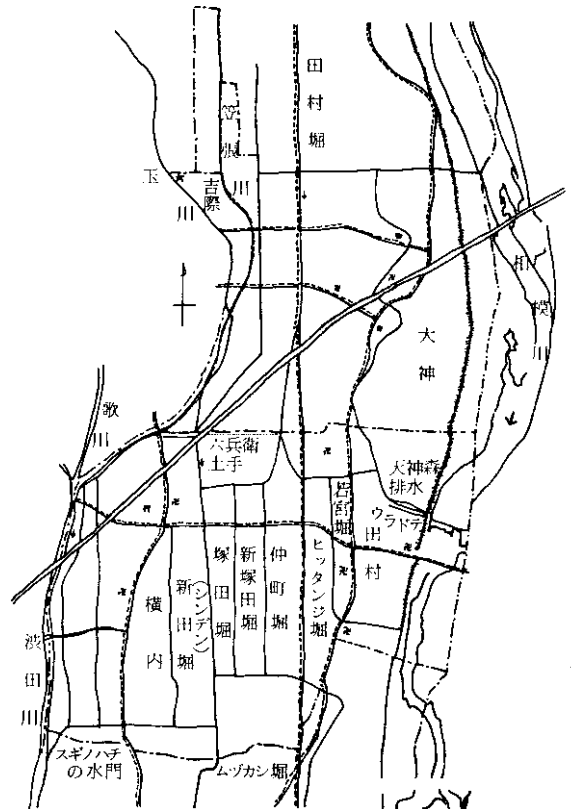 田村堀
笠張川
玉川
吉際
相模川
大神
歌川
六兵衛
土手
大神森
排水
岩宮堀
ウラドテ
田村
ヒッタンジ堀
仲町堀
新塚田堀
塚田堀
新田堀
(シンデン)
横内
渋田川
スギノハチ
の水門
ムヅカシ堀